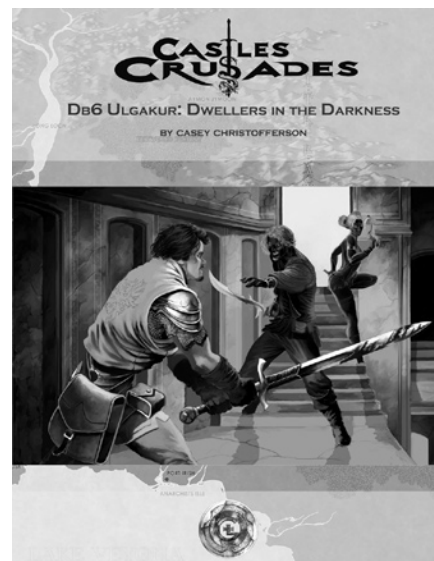 CASTLES
CRUSADES
DB6 ULGAKUR: DWELLERS IN THE DARKNESS
BY CASEY CHRISTOFFERSON